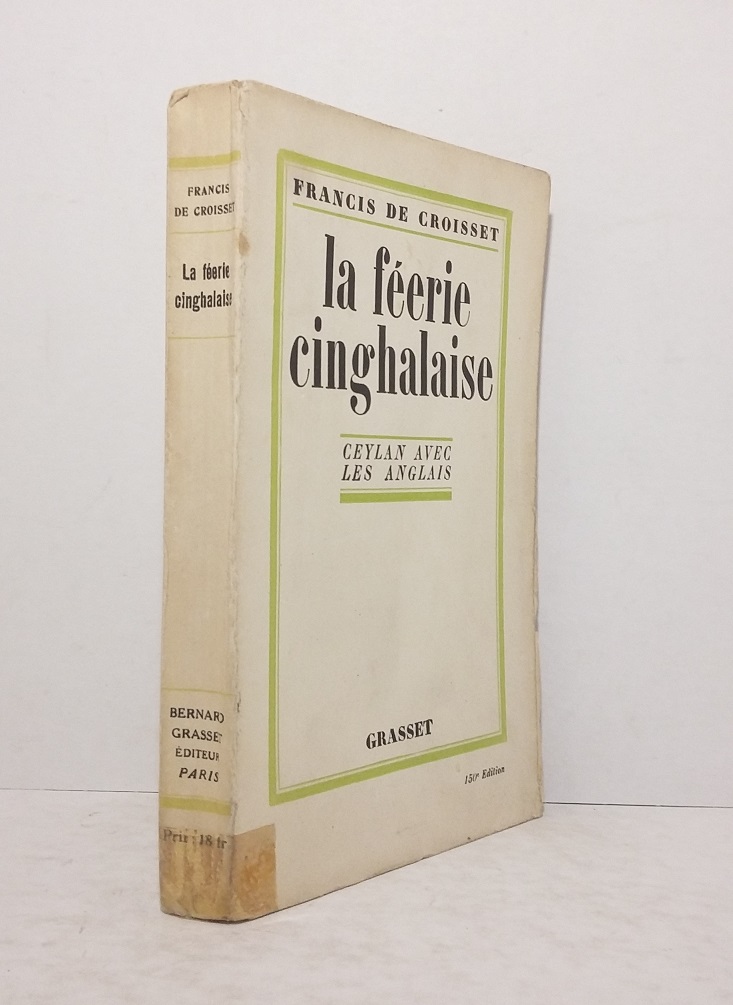 FRANCIS
DE CROISSET
La féerie
cinghalaise
BERNARD
GRASSET
ÉDITEUR
PARIS
Prix : 18 fr
FRANCIS DE CROISSET
la féerie
cinghalaise
CEYLAN AVEC
LES ANGLAIS
GRASSET
150e Edition